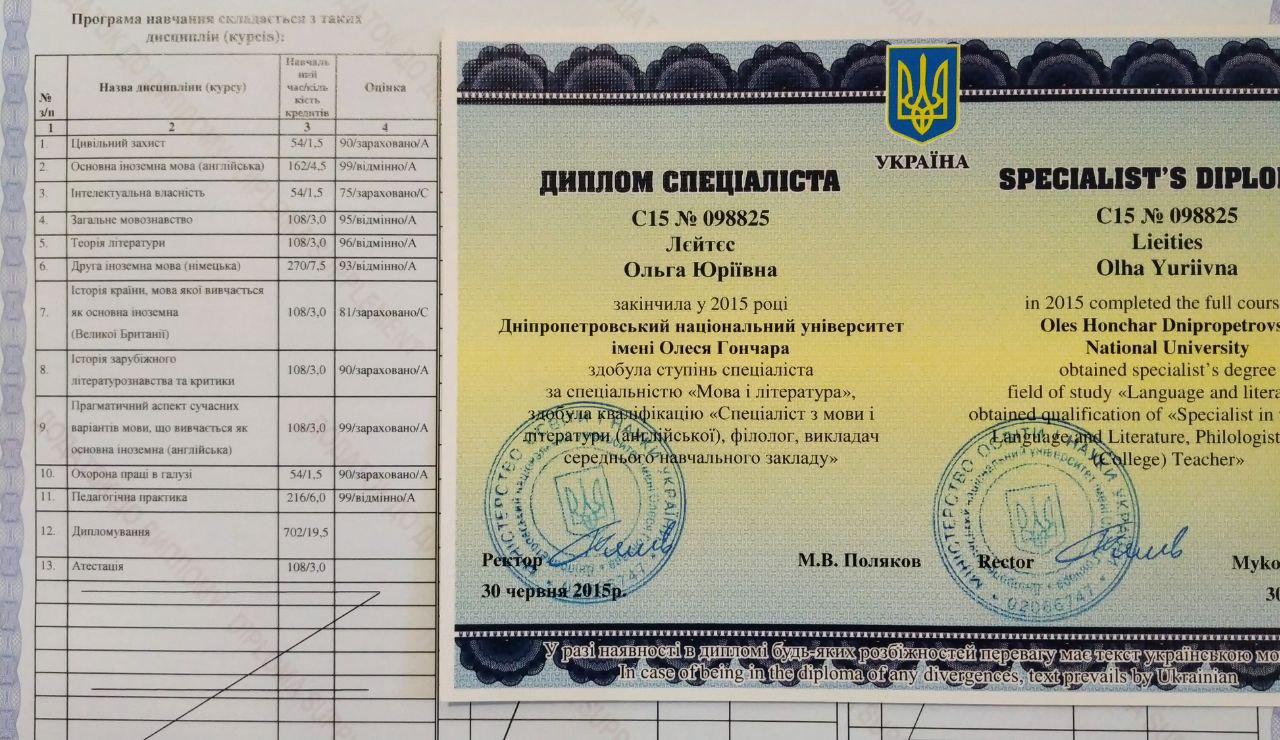 Програма навчання складається з таких
дисциплін (курсів):
№ з/п | Назва дисципліни (курсу) | Навчальний час/кількість кредитів | Оцінка
1 | 2 | 3 | 4
1. Цивільний захист 54/1,5 90/зараховано/А
2. Основна іноземна мова (англійська) 162/4,5 99/відмінно/А
3. Інтелектуальна власність 54/1,5 75/зараховано/С
4. Загальне мовознавство 108/3,0 95/відмінно/А
5. Теорія літератури 108/3,0 96/відмінно/А
6. Друга іноземна мова (німецька) 270/7,5 93/відмінно/А
Історія країни, мова якої вивчається
7. як основна іноземна 108/3,0 81/зараховано/С
(Великої Британії)
Історія зарубіжного
8. літературознавства та критики 108/3,0 90/зараховано/А
Прагматичний аспект сучасних
9. варіантів мови, що вивчається як 108/3,0 99/зараховано/А
основна іноземна (англійська)
10. Охорона праці в галузі 54/1,5 90/зараховано/А
11. Педагогічна практика 216/6,0 99/відмінно/А
12. Дипломування 702/19,5
13. Атестація 108/3,0
УКРАЇНА
ДИПЛОМ СПЕЦІАЛІСТА
С15 № 098825
Лєйтєс
Ольга Юріївна
закінчила у 2015 році
Дніпропетровський національний університет
імені Олеся Гончара
здобула ступінь спеціаліста
за спеціальністю «Мова і література»,
здобула кваліфікацію «Спеціаліст з мови і
літератури (англійської), філолог, викладач
середнього навчального закладу»
Ректор М.В. Поляков
30 червня 2015р.
SPECIALIST'S DIPLO
C15 № 098825
Lieities
Olha Yuriivna
in 2015 completed the full cours
Oles Honchar Dnipropetrovs
National University
obtained specialist's degree
field of study «Language and litera
obtained qualification of «Specialist in
Language and Literature, Philologist
(College) Teacher»
Rector Myko
30
МІНІСТЕРСТВО ОСВІТИ І НАУКИ УКРАЇНИ
02066747
У разі наявності в дипломі будь-яких розбіжностей перевагу має текст українською мо
In case of being in the diploma of any divergences, text prevails by Ukrainian